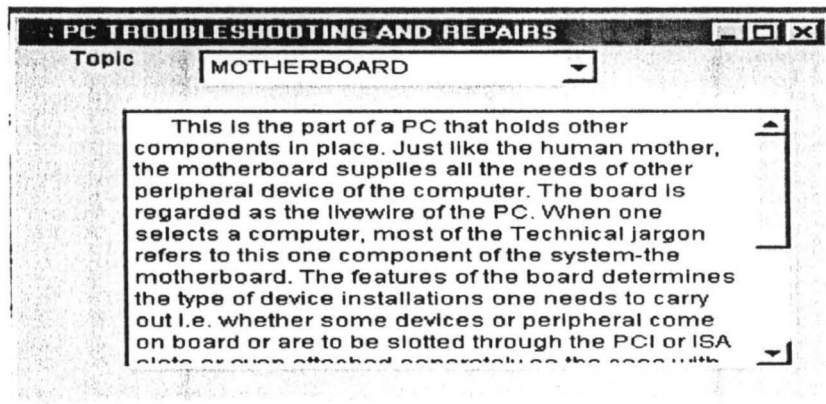 : PC TROUBLESHOOTING AND REPAIRS
Topic
MOTHERBOARD
This is the part of a PC that holds other
components in place. Just like the human mother,
the motherboard supplies all the needs of other
peripheral device of the computer. The board is
regarded as the livewire of the PC. When one
selects a computer, most of the Technical jargon
refers to this one component of the system-the
motherboard. The features of the board determines
the type of device installations one needs to carry
out i.e. whether some devices or peripheral come
on board or are to be slotted through the PCI or ISA